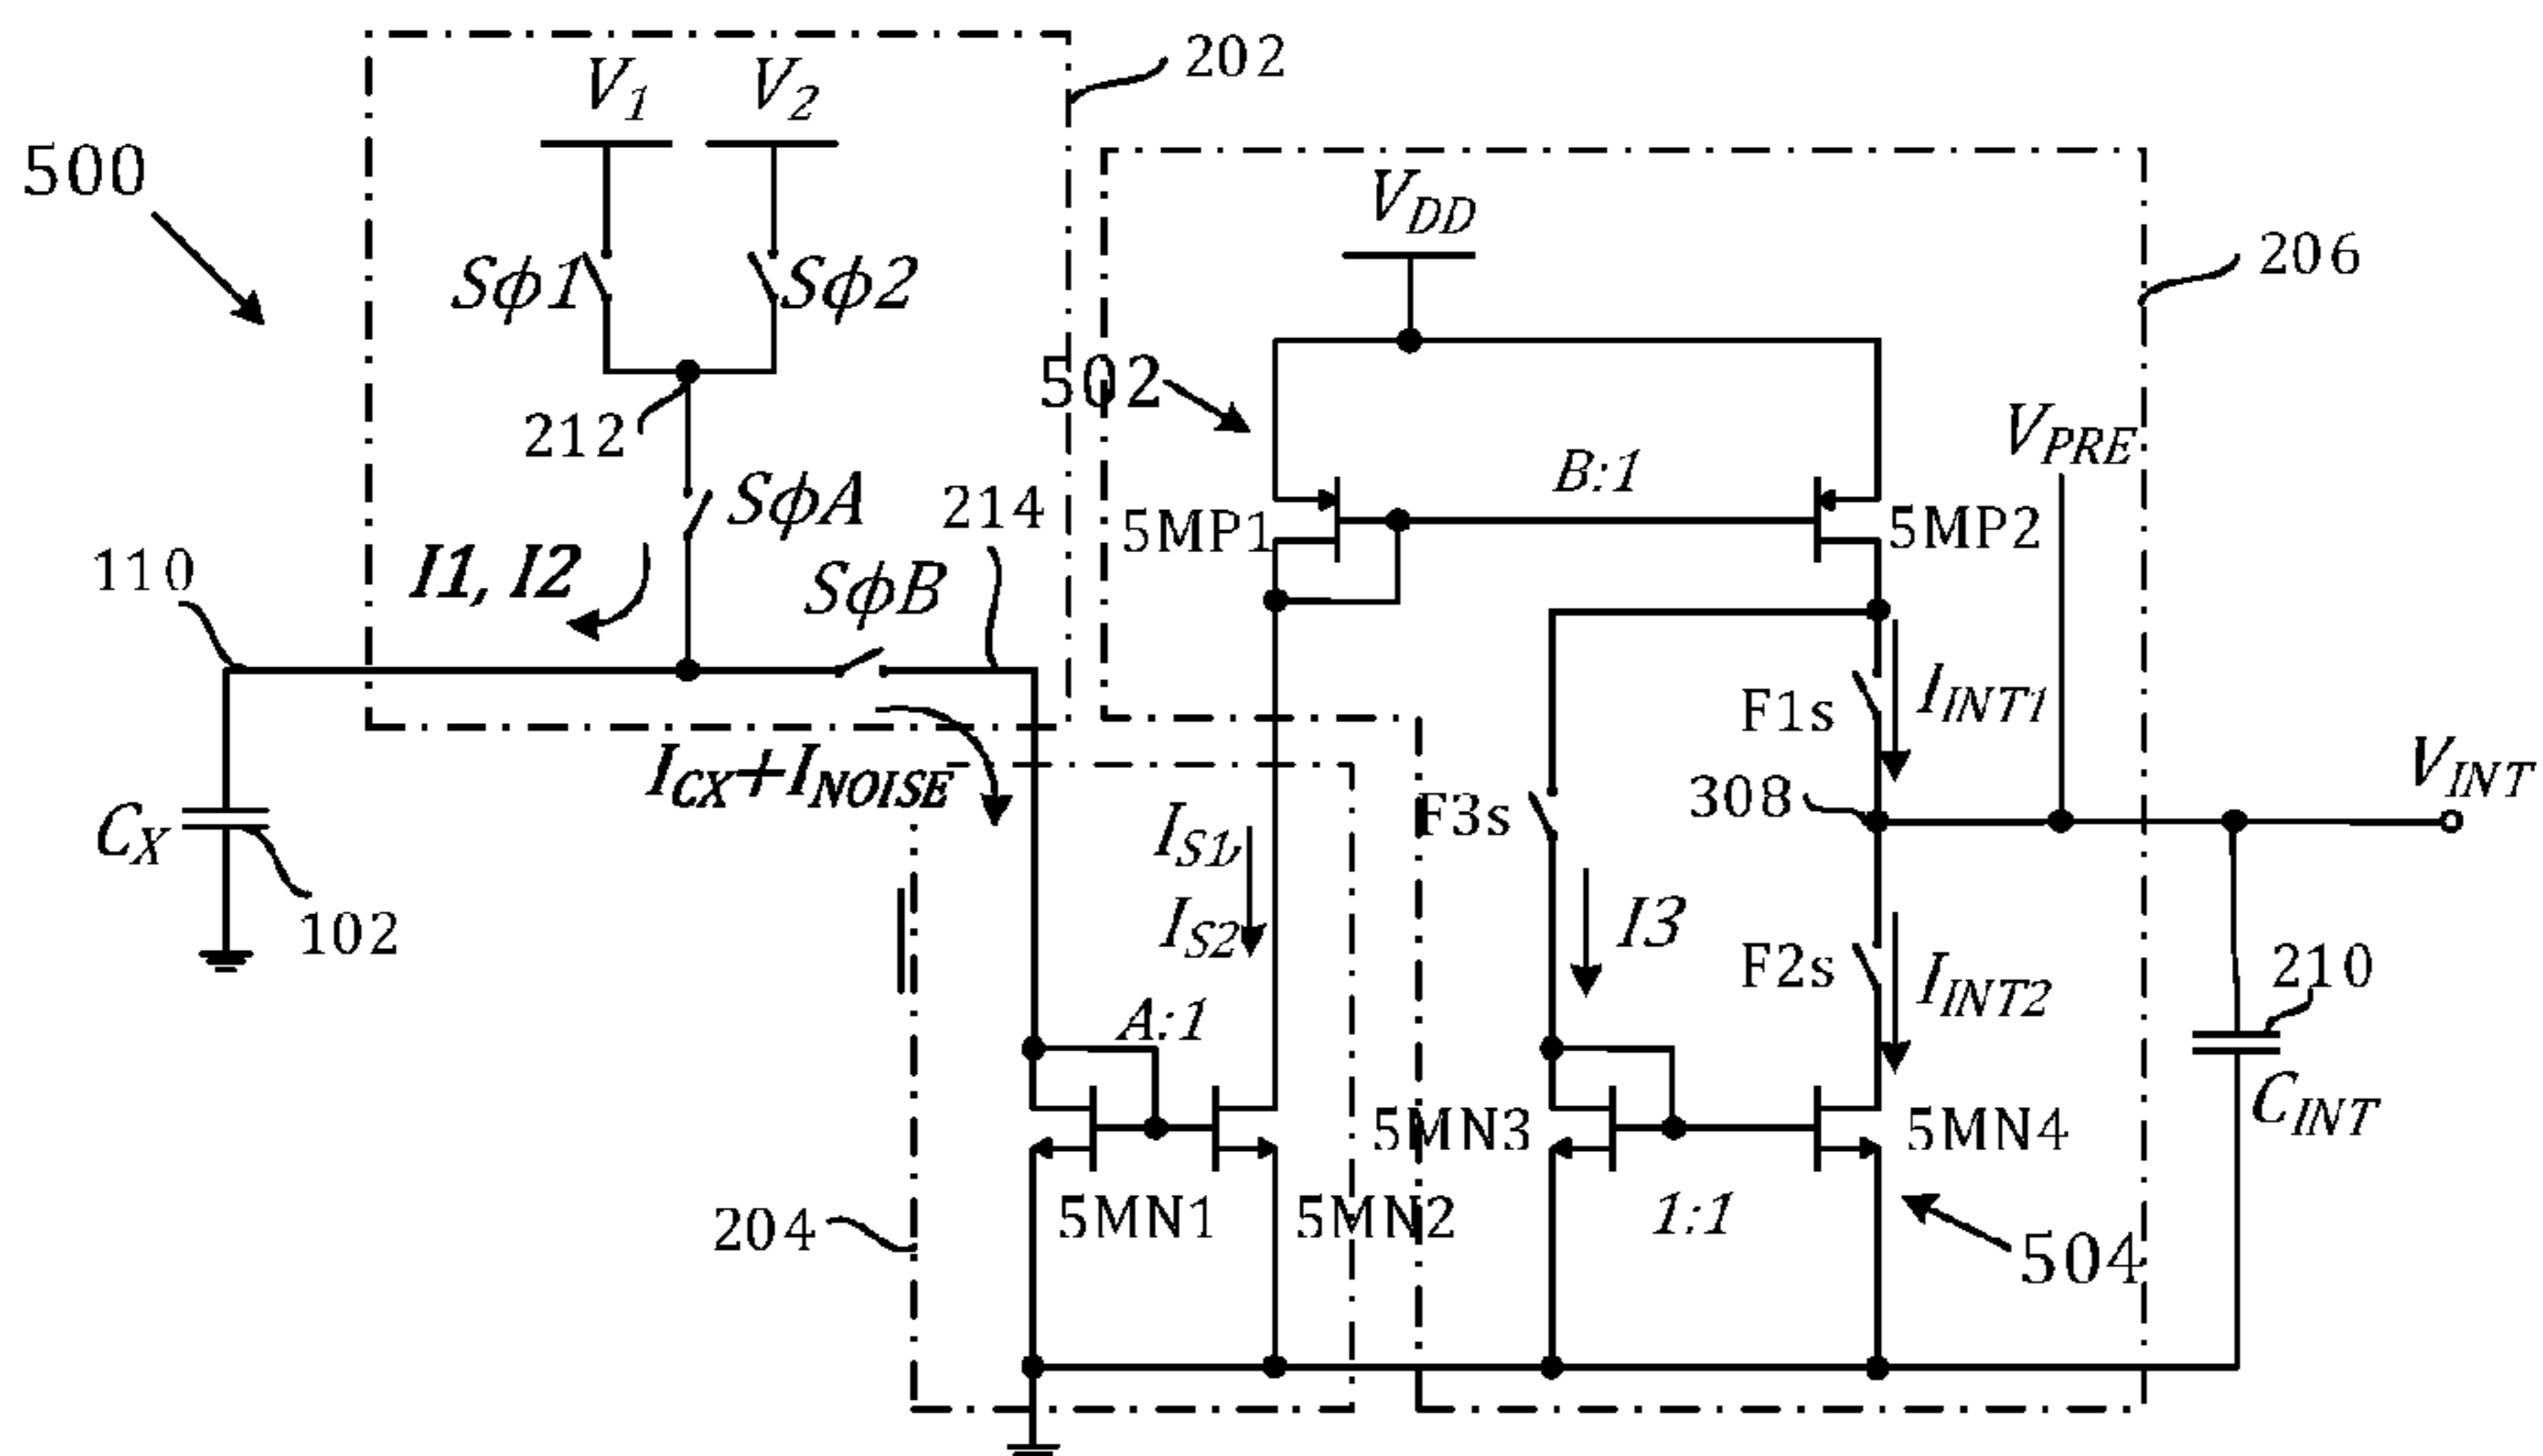 202
V1
V2
500
VDD
206
Sϕ1
Sϕ2
502
212
VPRE
B:1
SϕA
214
5MP1
5MP2
110
I1, I2
SϕB
F1s
IINT1
ICX+INOISE
VINT
308
F3s
CX
IS1,
IS2
102
I3
F2s
IINT2
210
A:1
CINT
5MN3
5MN4
5MN1
5MN2
1:1
204
504